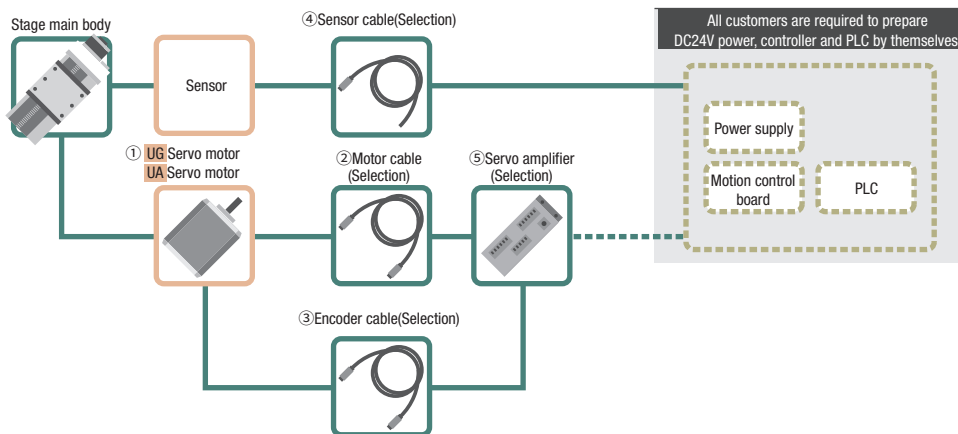 Stage main body
Sensor
④Sensor cable(Selection)
All customers are required to prepare
DC24V power, controller and PLC by themselves
Power supply
Motion control
board
PLC
① UG Servo motor
UA Servo motor
②Motor cable
(Selection)
⑤Servo amplifier
(Selection)
③Encoder cable(Selection)